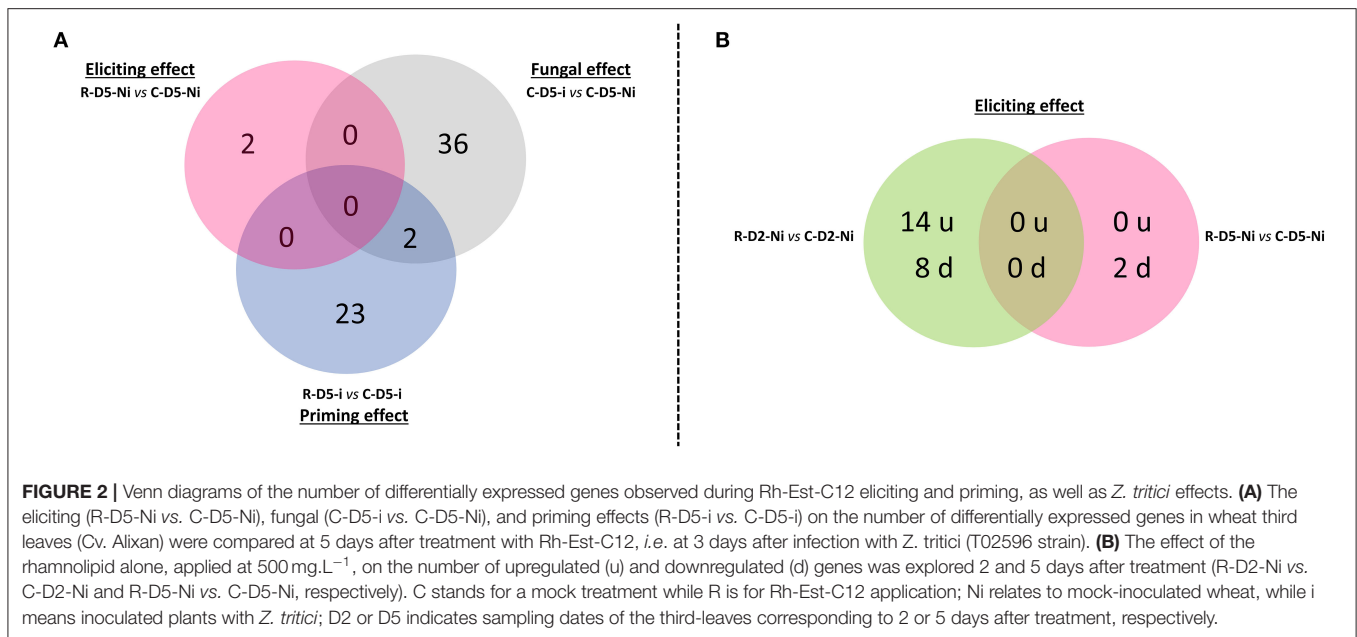 A
Eliciting effect
R-D5-Ni vs C-D5-Ni
Fungal effect
C-D5-i vs C-D5-Ni
2
0
36
0
0
2
23
R-D5-i vs C-D5-i
Priming effect
B
Eliciting effect
R-D2-Ni vs C-D2-Ni
14 u
0 u
0 u
8 d
0 d
2 d
R-D5-Ni vs C-D5-Ni
FIGURE 2 | Venn diagrams of the number of differentially expressed genes observed during Rh-Est-C12 eliciting and priming, as well as Z. tritici effects. (A) The
eliciting (R-D5-Ni vs. C-D5-Ni), fungal (C-D5-i vs. C-D5-Ni), and priming effects (R-D5-i vs. C-D5-i) on the number of differentially expressed genes in wheat third
leaves (Cv. Alixan) were compared at 5 days after treatment with Rh-Est-C12, i.e. at 3 days after infection with Z. tritici (T02596 strain). (B) The effect of the
rhamnolipid alone, applied at 500 mg.L⁻¹, on the number of upregulated (u) and downregulated (d) genes was explored 2 and 5 days after treatment (R-D2-Ni vs.
C-D2-Ni and R-D5-Ni vs. C-D5-Ni, respectively). C stands for a mock treatment while R is for Rh-Est-C12 application; Ni relates to mock-inoculated wheat, while i
means inoculated plants with Z. tritici; D2 or D5 indicates sampling dates of the third-leaves corresponding to 2 or 5 days after treatment, respectively.